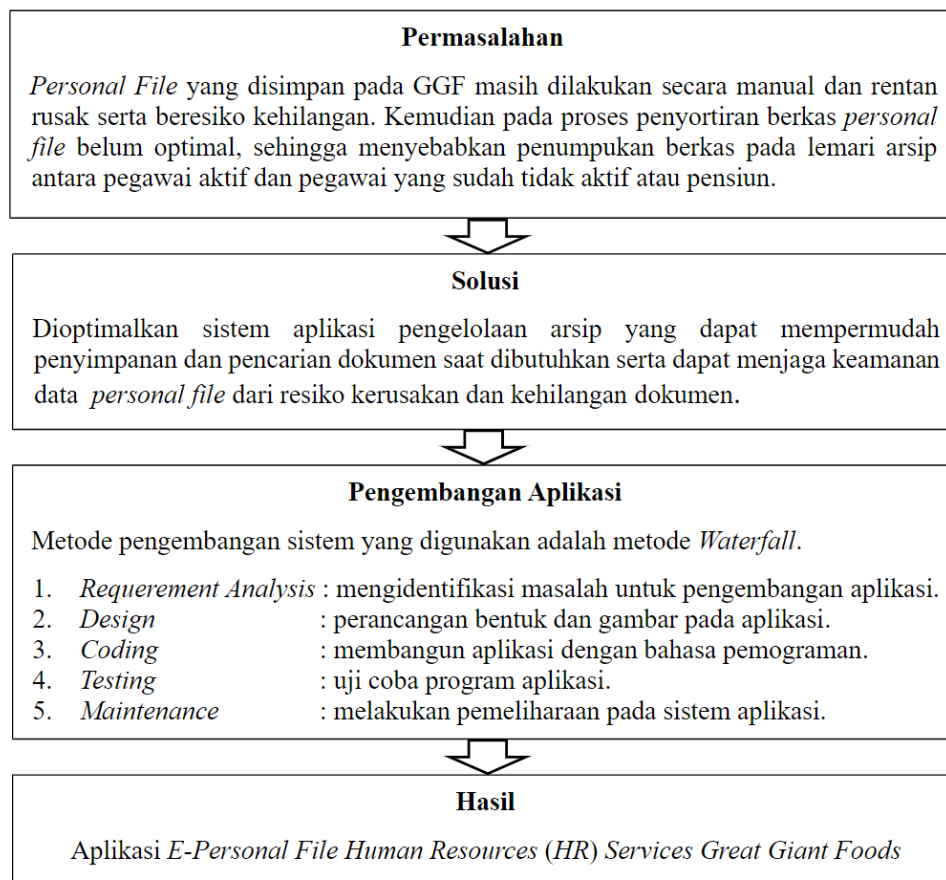 Permasalahan
Personal File yang disimpan pada GGF masih dilakukan secara manual dan rentan
rusak serta beresiko kehilangan. Kemudian pada proses penyortiran berkas personal
file belum optimal, sehingga menyebabkan penumpukan berkas pada lemari arsip
antara pegawai aktif dan pegawai yang sudah tidak aktif atau pensiun.
Solusi
Dioptimalkan sistem aplikasi pengelolaan arsip yang dapat mempermudah
penyimpanan dan pencarian dokumen saat dibutuhkan serta dapat menjaga keamanan
data personal file dari resiko kerusakan dan kehilangan dokumen.
Pengembangan Aplikasi
Metode pengembangan sistem yang digunakan adalah metode Waterfall.
1. Requerement Analysis : mengidentifikasi masalah untuk pengembangan aplikasi.
2. Design : perancangan bentuk dan gambar pada aplikasi.
3. Coding : membangun aplikasi dengan bahasa pemograman.
4. Testing : uji coba program aplikasi.
5. Maintenance : melakukan pemeliharaan pada sistem aplikasi.
Hasil
Aplikasi E-Personal File Human Resources (HR) Services Great Giant Foods